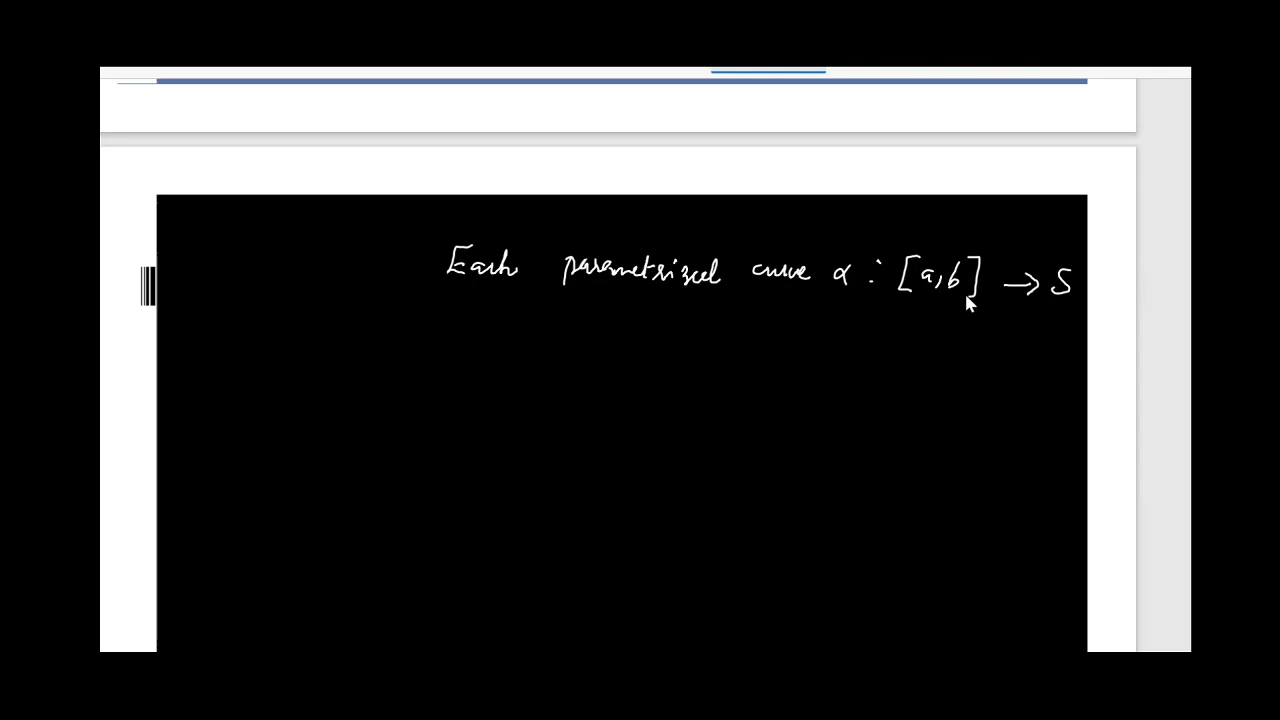 Each parametrized curve α : [a,b] → S